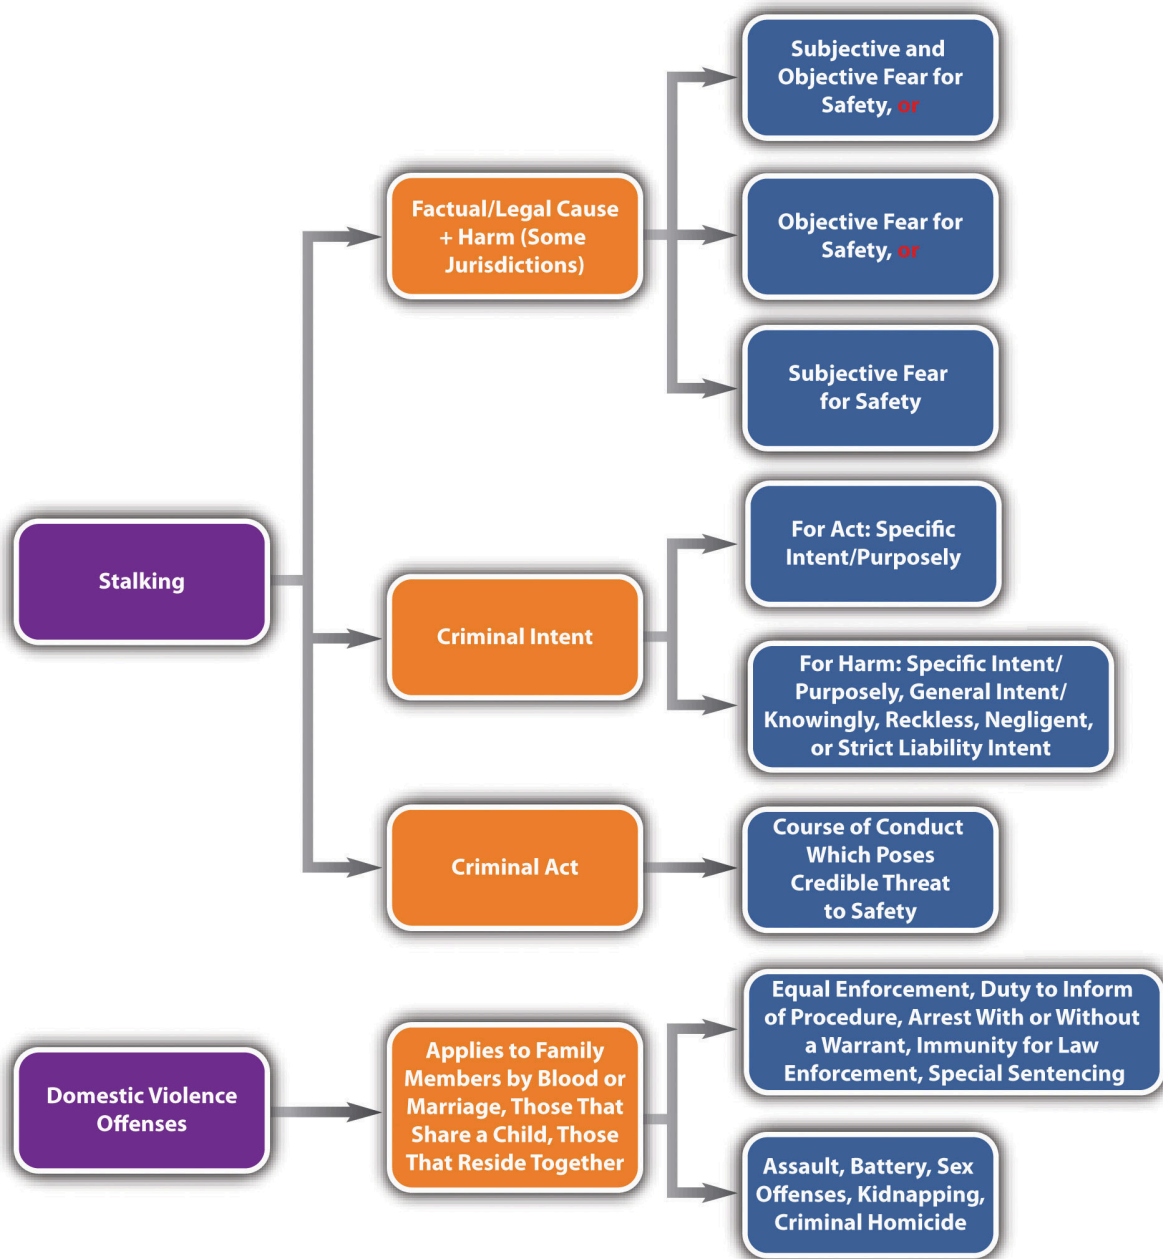 Subjective and
Objective Fear for
Safety, or
Factual/Legal Cause
+ Harm (Some
Jurisdictions)
Objective Fear for
Safety, or
Subjective Fear
for Safety
Stalking
Criminal Intent
For Act: Specific
Intent/Purposely
For Harm: Specific Intent/
Purposely, General Intent/
Knowingly, Reckless, Negligent,
or Strict Liability Intent
Criminal Act
Course of Conduct
Which Poses
Credible Threat
to Safety
Domestic Violence
Offenses
Applies to Family
Members by Blood or
Marriage, Those That
Share a Child, Those
That Reside Together
Equal Enforcement, Duty to Inform
of Procedure, Arrest With or Without
a Warrant, Immunity for Law
Enforcement, Special Sentencing
Assault, Battery, Sex
Offenses, Kidnapping,
Criminal Homicide